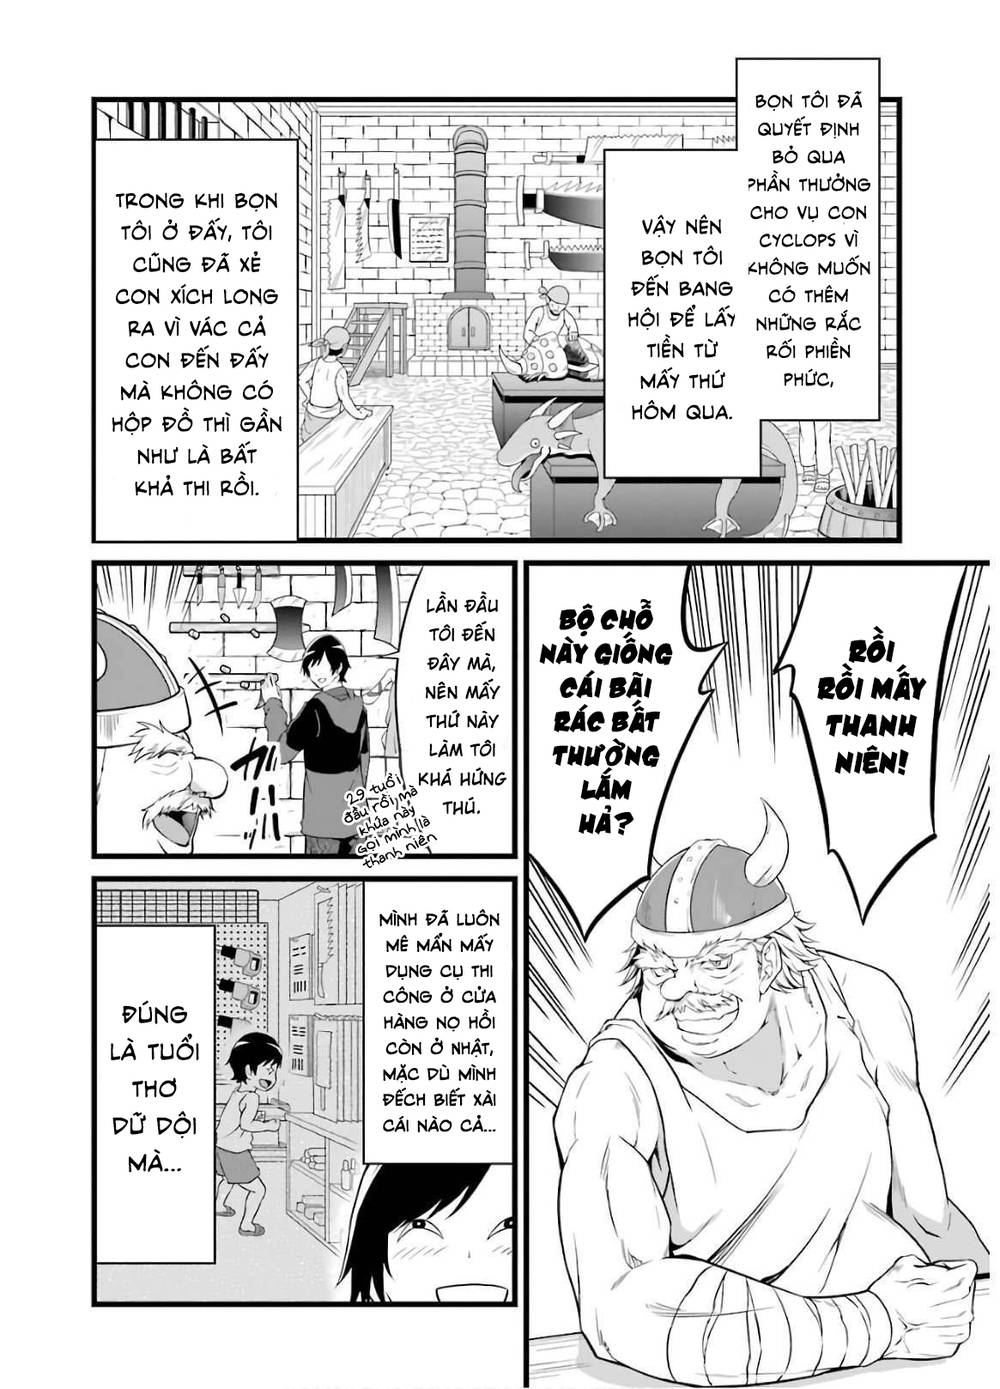 BỌN TÔI ĐÃ
QUYẾT ĐỊNH
BỎ QUA
PHẦN THƯỞNG
CHO VỤ CON
CYCLOPS VÌ
KHÔNG MUỐN
CÓ THÊM
NHỮNG RẮC
RỐI PHIỀN
PHỨC,
VẬY NÊN
BỌN TÔI
ĐẾN BANG
HỘI ĐỂ LẤY
TIỀN TỪ
MẤY THỨ
HÔM QUA.
TRONG KHI BỌN
TÔI Ở ĐẤY, TÔI
CŨNG ĐÃ XẺ
CON XÍCH LONG
RA VÌ VÁC CẢ
CON ĐẾN ĐẤY
MÀ KHÔNG CÓ
HỘP ĐỒ THÌ GẦN
NHƯ LÀ BẤT
KHẢ THI RỒI.
RỒI
RỒI MẤY
THANH
NIÊN!
BỘ CHỖ
NÀY GIỐNG
CÁI BÃI
RÁC BẤT
THƯỜNG
LẮM
HẢ?
LẦN ĐẦU
TỚI ĐẾN
ĐÂY MÀ,
NÊN MẤY
THỨ NÀY
LÀM TÔI
KHÁ HỨNG
THÚ.
29 tuổi
đầu rồi, mà
khứa này
gọi mình là
thanh niên
MÌNH ĐÃ LUÔN
MÊ MẨN MẤY
DỤNG CỤ THI
CÔNG Ở CỬA
HÀNG NỌ HỒI
CÒN Ở NHẬT,
MẶC DÙ MÌNH
ĐẾCH BIẾT XÀI
CÁI NÀO CẢ...
ĐÚNG
LÀ TUỔI
THƠ
DỮ DỘI
MÀ...